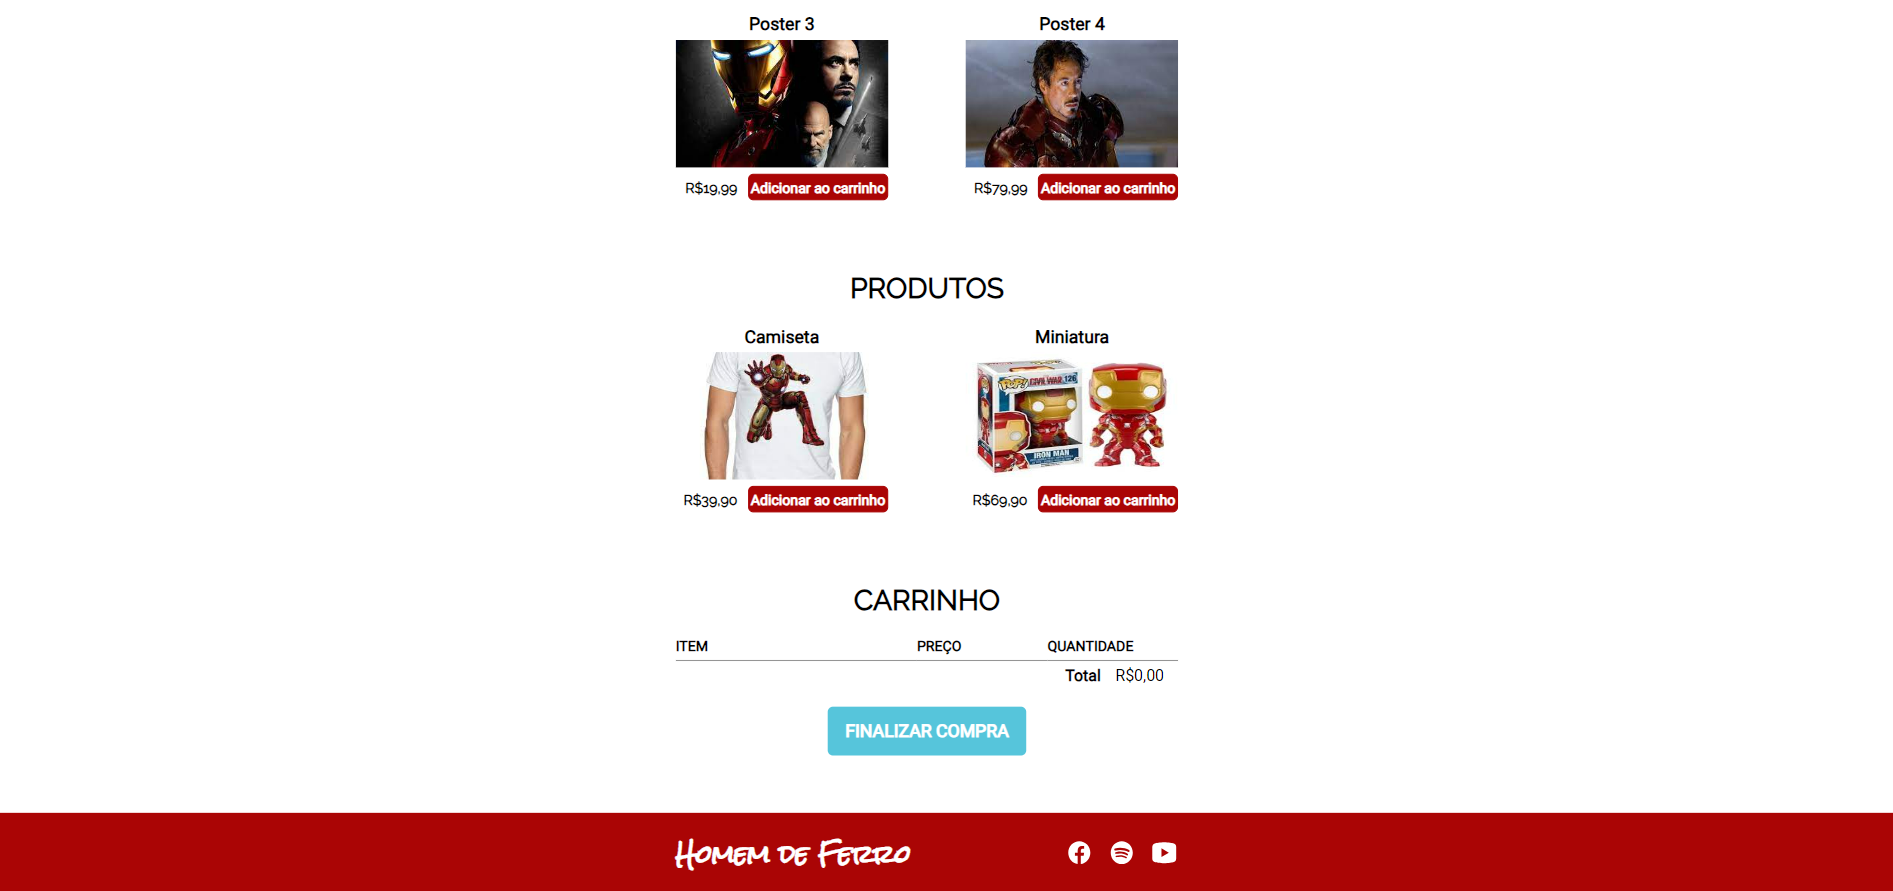 Poster 3
Poster 4
R$19,99 Adicionar ao carrinho
R$79,99 Adicionar ao carrinho
PRODUTOS
Camiseta
Miniatura
POP!
CIVIL WAR
126
IRON MAN
R$39,90 Adicionar ao carrinho
R$69,90 Adicionar ao carrinho
CARRINHO
ITEM PREÇO QUANTIDADE
Total R$0,00
FINALIZAR COMPRA
Homem de Ferro